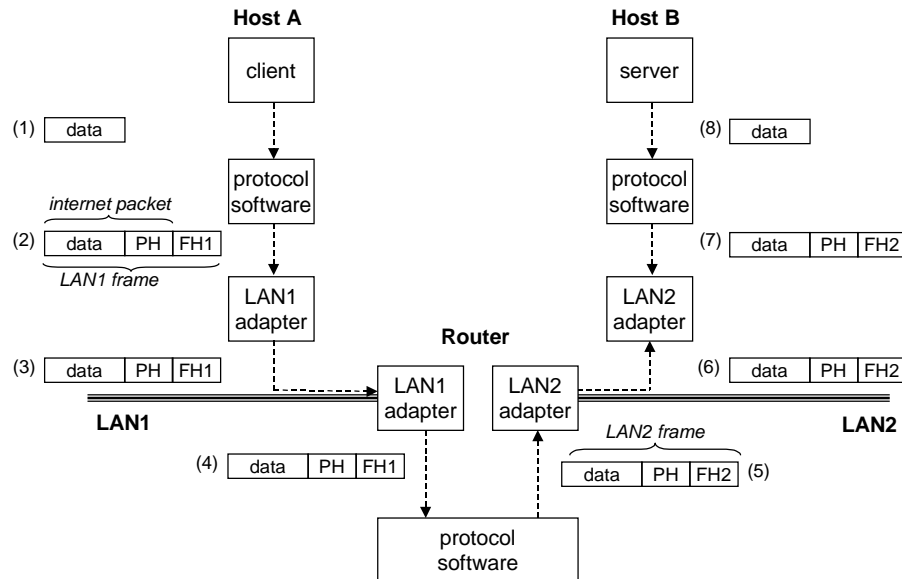 Host A
Host B
client
server
(1) data
(8) data
protocol
software
protocol
software
internet packet
(2) data PH FH1
(7) data PH FH2
LAN1 frame
LAN1
adapter
LAN2
adapter
Router
(3) data PH FH1
(6) data PH FH2
LAN1
adapter
LAN2
adapter
LAN1
LAN2
LAN2 frame
(4) data PH FH1
data PH FH2 (5)
protocol
software